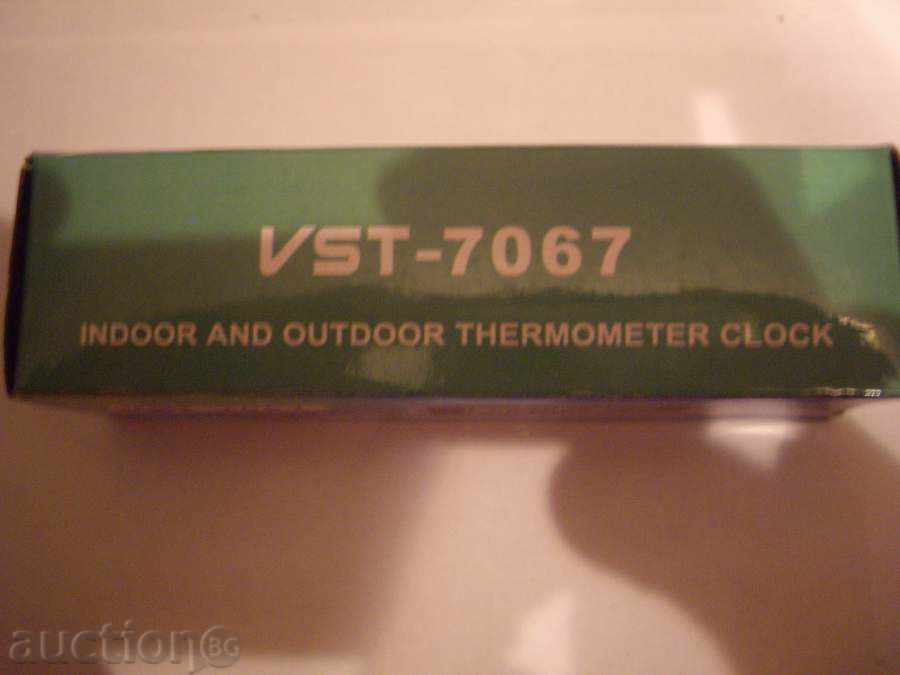 VST-7067
INDOOR AND OUTDOOR THERMOMETER CLOCK
auction BG